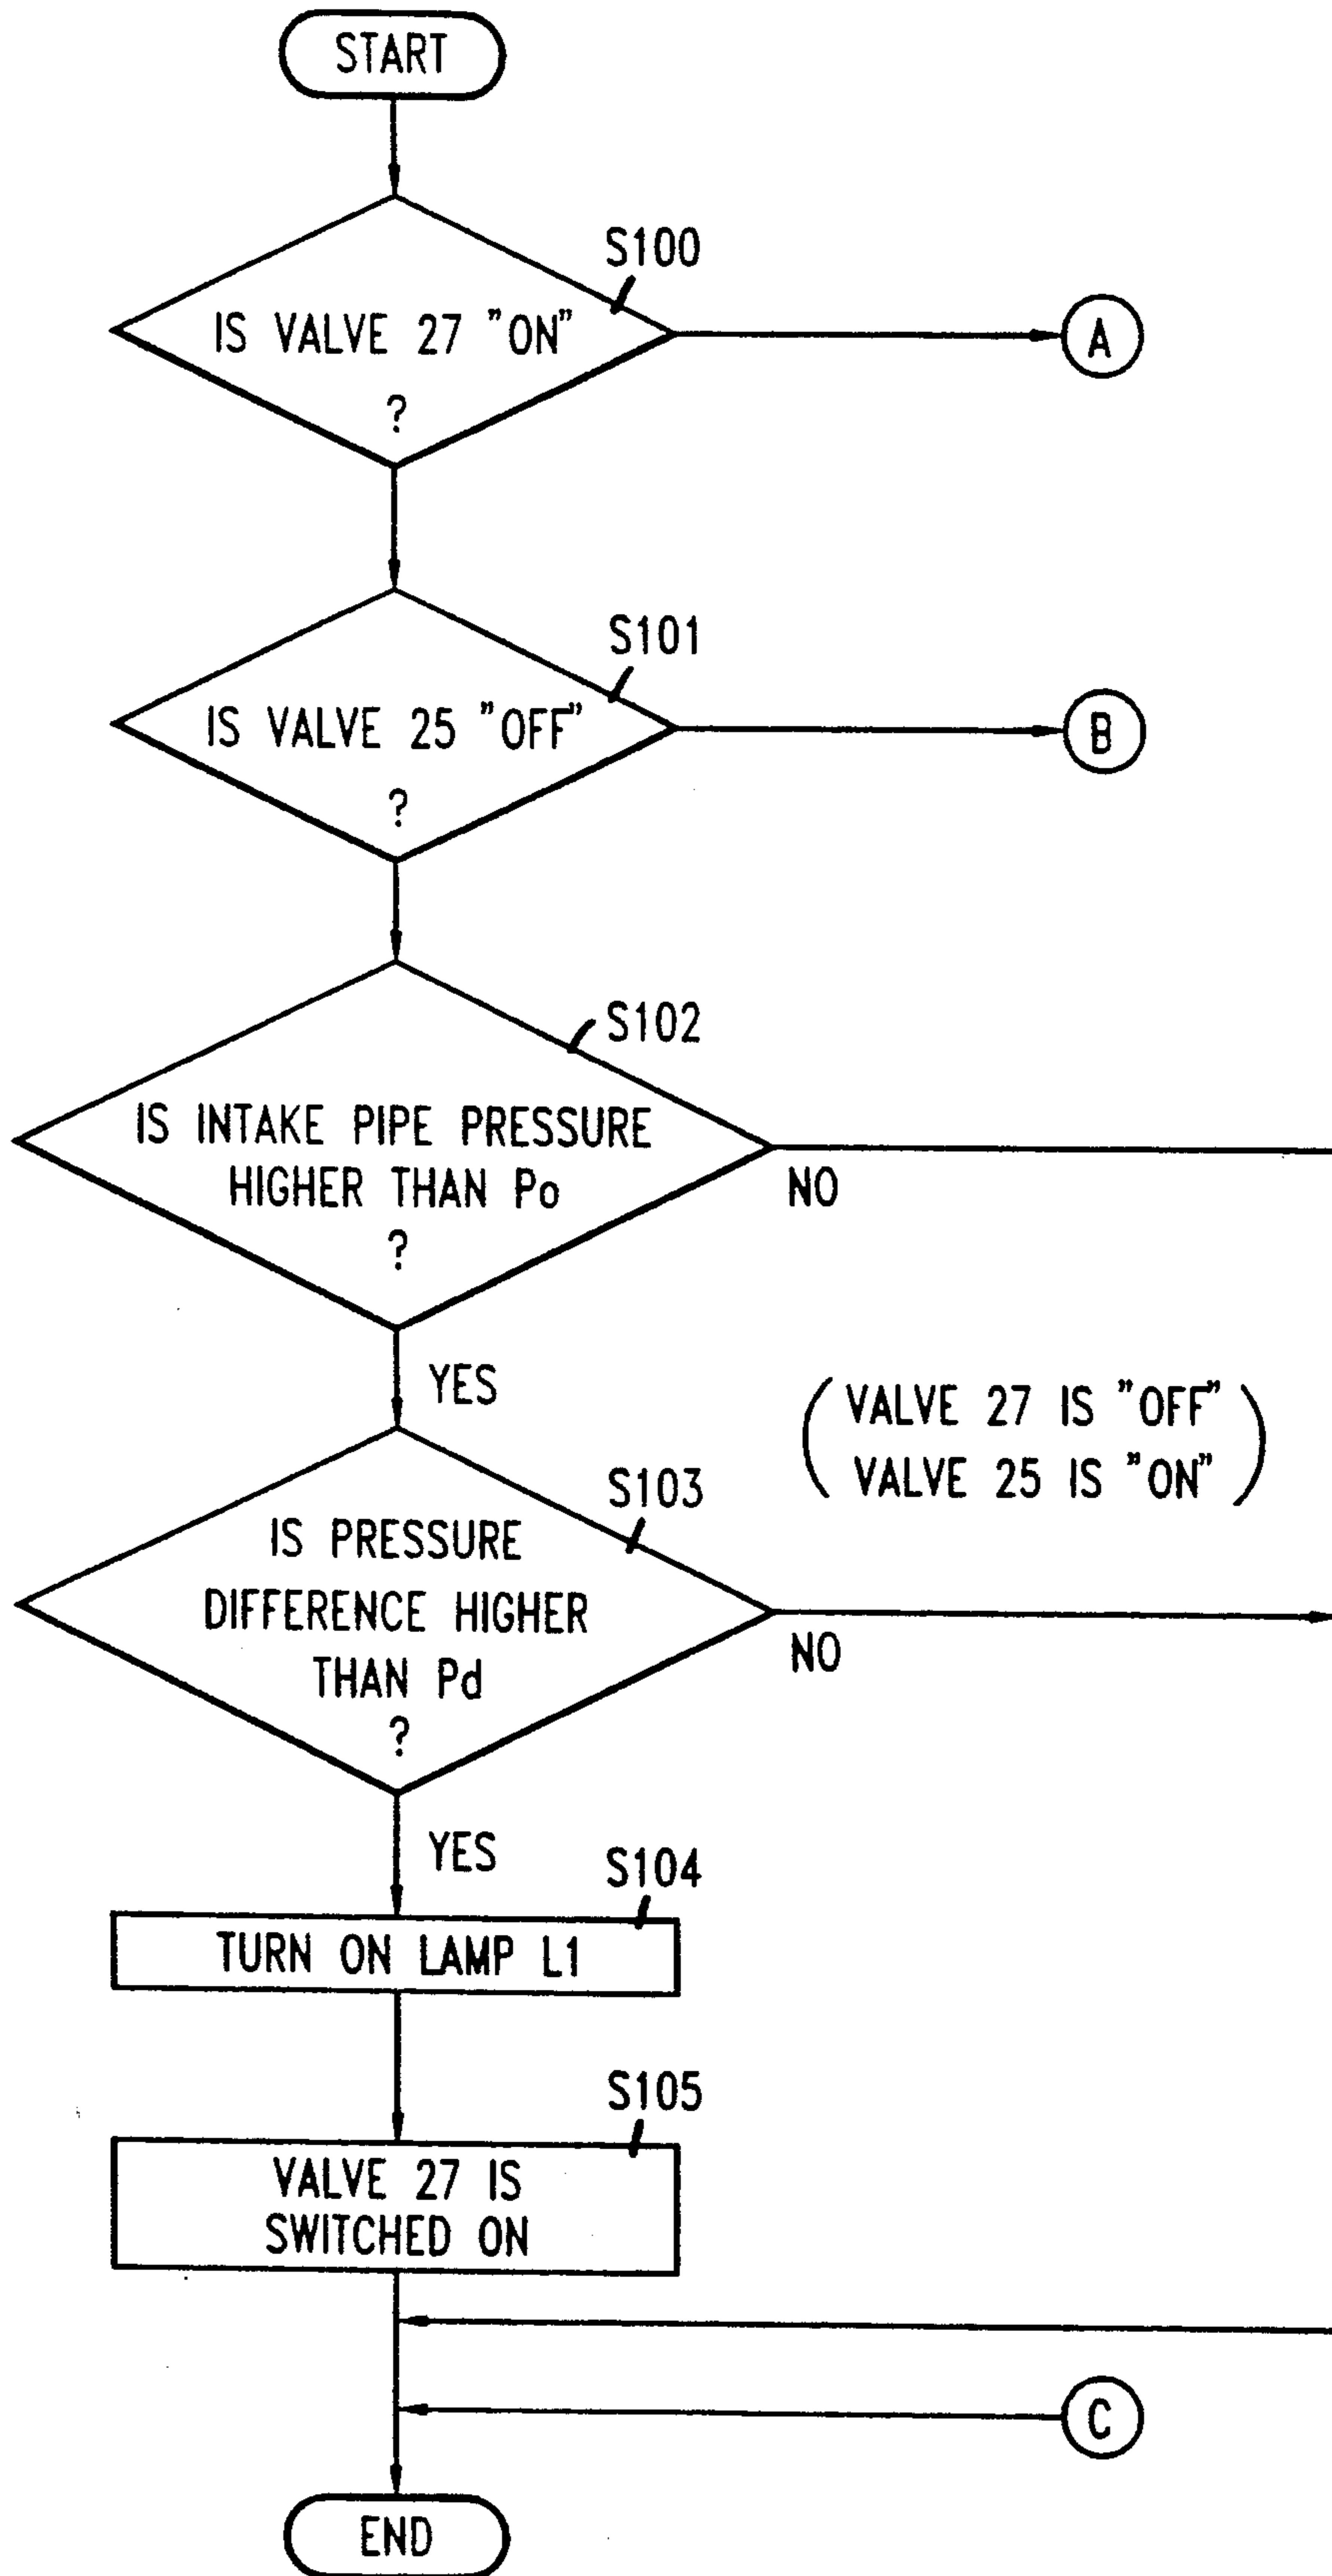 START
S100
IS VALVE 27 "ON"
?
A
S101
IS VALVE 25 "OFF"
?
B
S102
IS INTAKE PIPE PRESSURE
HIGHER THAN Po
?
NO
YES
(VALVE 27 IS "OFF"
VALVE 25 IS "ON")
S103
IS PRESSURE
DIFFERENCE HIGHER
THAN Pd
?
NO
YES
S104
TURN ON LAMP L1
S105
VALVE 27 IS
SWITCHED ON
C
END